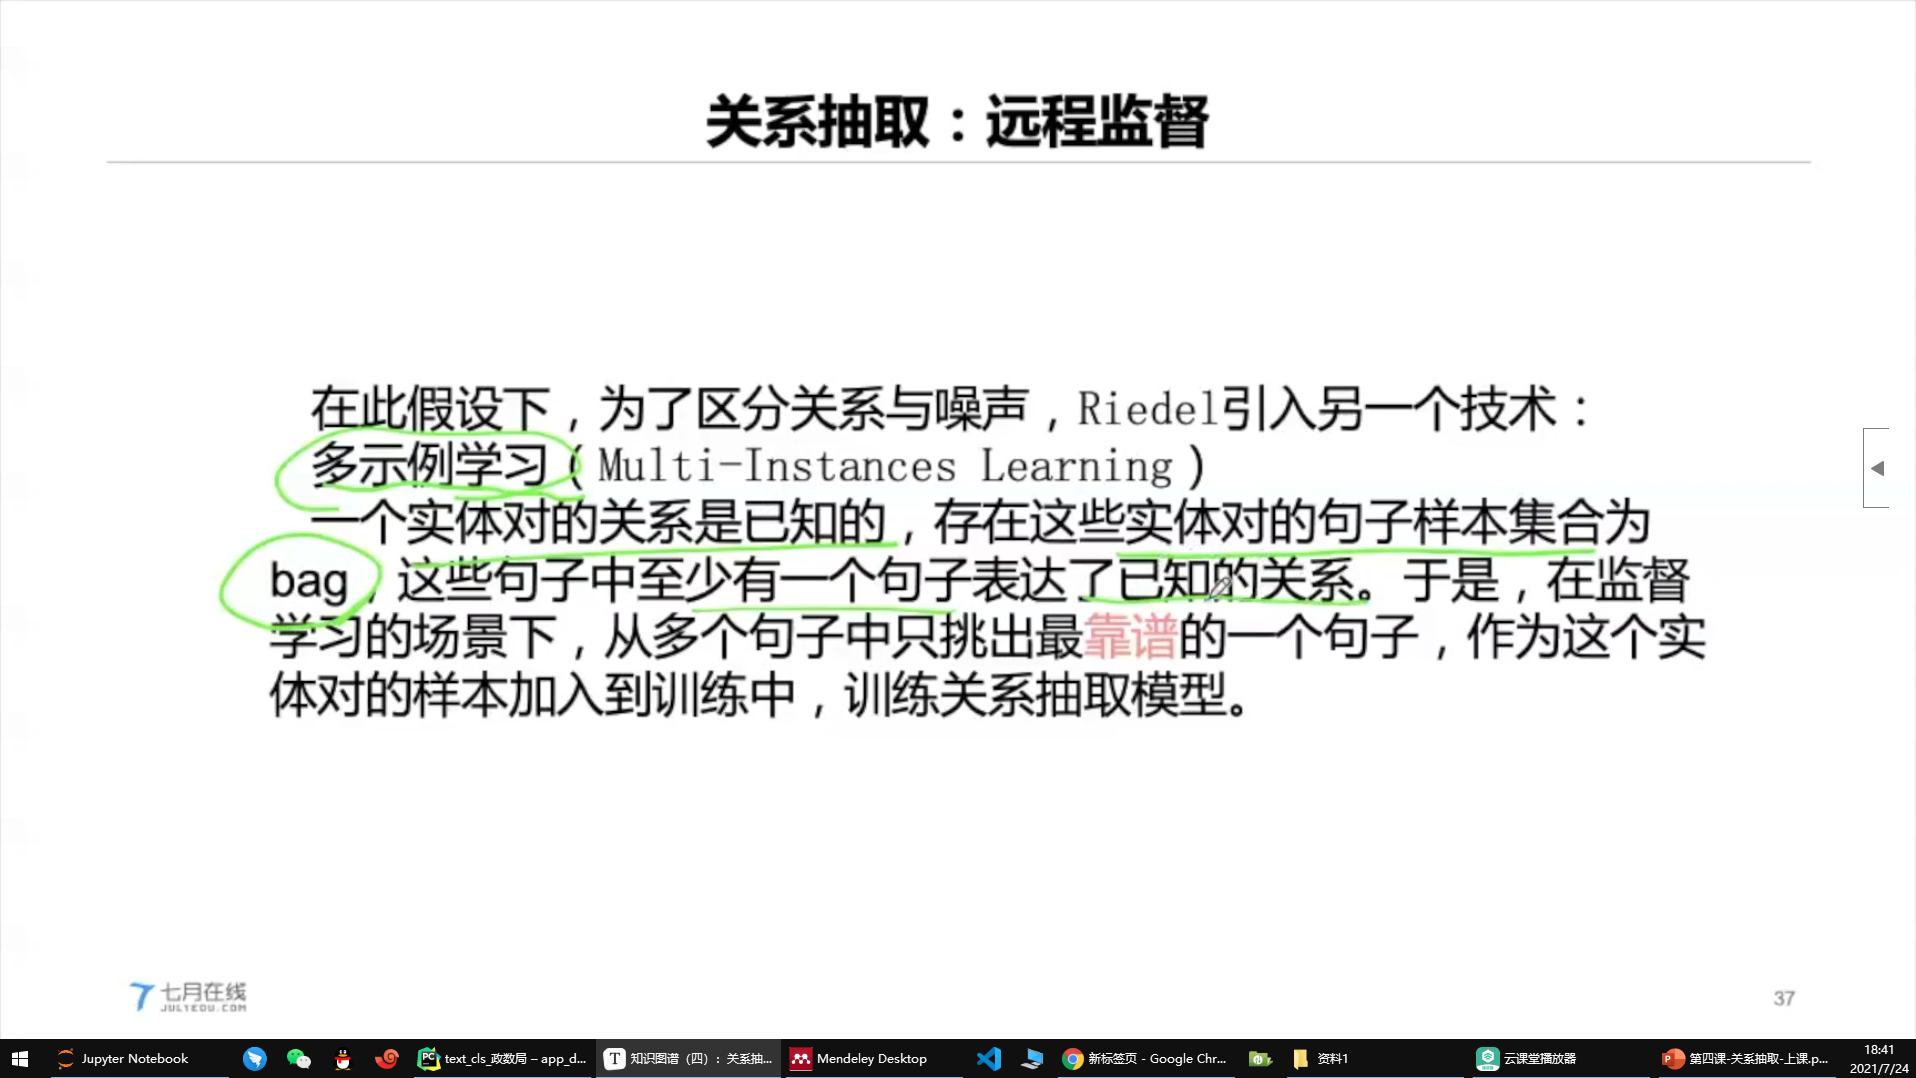 关系抽取：远程监督
在此假设下，为了区分关系与噪声，Riedel引入另一个技术：
多示例学习（Multi-Instances Learning）
一个实体对的关系是已知的，存在这些实体对的句子样本集合为
bag，这些句子中至少有一个句子表达了已知的关系。于是，在监督
学习的场景下，从多个句子中只挑出最靠谱的一个句子，作为这个实
体对的样本加入到训练中，训练关系抽取模型。
七月在线
JULYEDU.COM
37
Jupyter Notebook
text_cls_政数局 – app_d...
知识图谱（四）：关系抽...
Mendeley Desktop
新标签页 - Google Chr...
资料1
云课堂播放器
第四课-关系抽取-上课.p...
18:41
2021/7/24